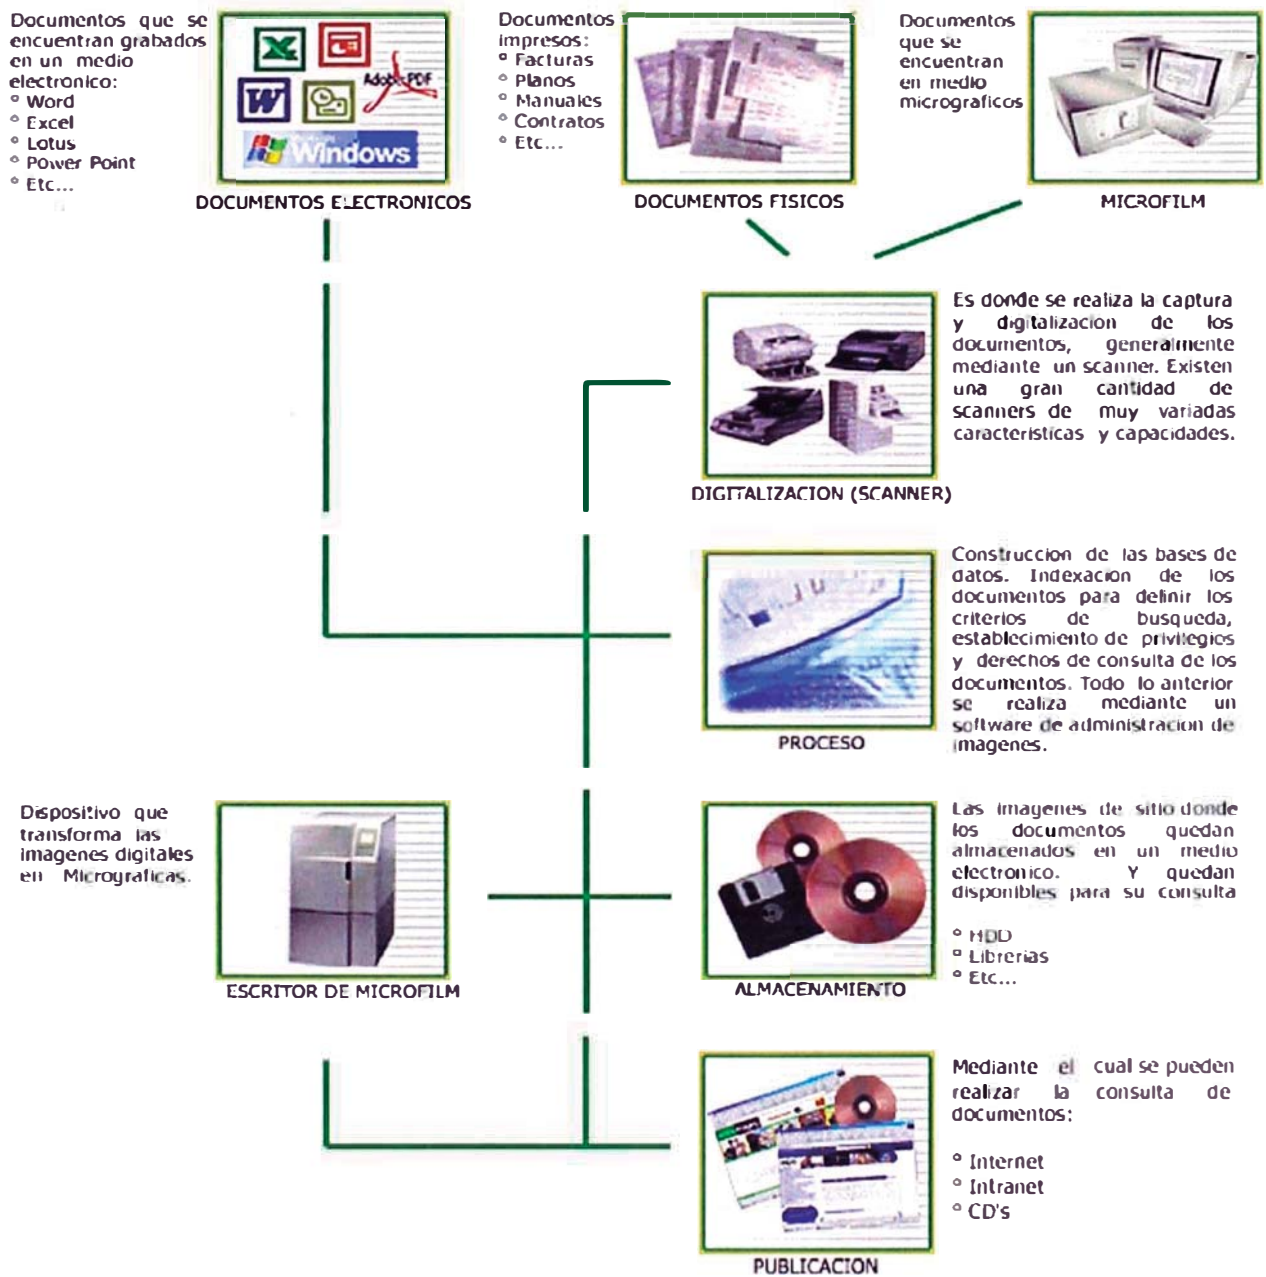 Documentos que se
encuentran grabados
en un medio
electronico:
° Word
° Excel
° Lotus
° Power Point
° Etc...
Adobe PDF
W
Windows
DOCUMENTOS ELECTRONICOS
Documentos
impresos:
° Facturas
° Planos
° Manuales
° Contratos
° Etc...
DOCUMENTOS FISICOS
Documentos
que se
encuentran
en medio
micrograficos
MICROFILM
Es donde se realiza la captura
y digitalizacion de los
documentos, generalmente
mediante un scanner. Existen
una gran cantidad de
scanners de muy variadas
caracteristicas y capacidades.
DIGITALIZACION (SCANNER)
Construccion de las bases de
datos. Indexacion de los
documentos para definir los
criterios de busqueda,
establecimiento de privilegios
y derechos de consulta de los
documentos. Todo lo anterior
se realiza mediante un
software de administracion de
imagenes.
PROCESO
Dispositivo que
transforma las
imagenes digitales
en Micrograficas.
ESCRITOR DE MICROFILM
Las imagenes de sitio donde
los documentos quedan
almacenados en un medio
electronico. Y quedan
disponibles para su consulta
° HDD
° Librerias
° Etc...
ALMACENAMIENTO
Mediante el cual se pueden
realizar la consulta de
documentos:
° Internet
° Intranet
° CD's
PUBLICACION